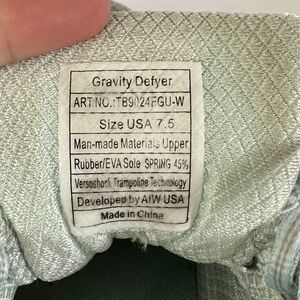 Gravity Defyer
ART.NO.:TB9024FGU-W
Size USA 7.5
Man-made Materials Upper
Rubber/EVA Sole SPRING 45%
Versoshock Trampoline Technology
Developed by AIW USA
Made in China